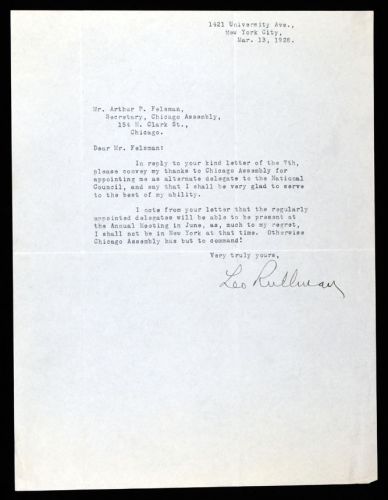 1421 University Ave.,
New York City,
Mar. 13, 1928.
Mr. Arthur P. Felsman,
Secretary, Chicago Assembly,
154 N. Clark St.,
Chicago.
Dear Mr. Felsman:
In reply to your kind letter of the 7th,
please convey my thanks to Chicago Assembly for
appointing me as alternate delegate to the National
Council, and say that I shall be very glad to serve
to the best of my ability.
I note from your letter that the regularly
appointed delegates will be able to be present at
the Annual Meeting in June, as, much to my regret,
I shall not be in New York at that time. Otherwise
Chicago Assembly has but to command!
Very truly yours,
Leo Rullman